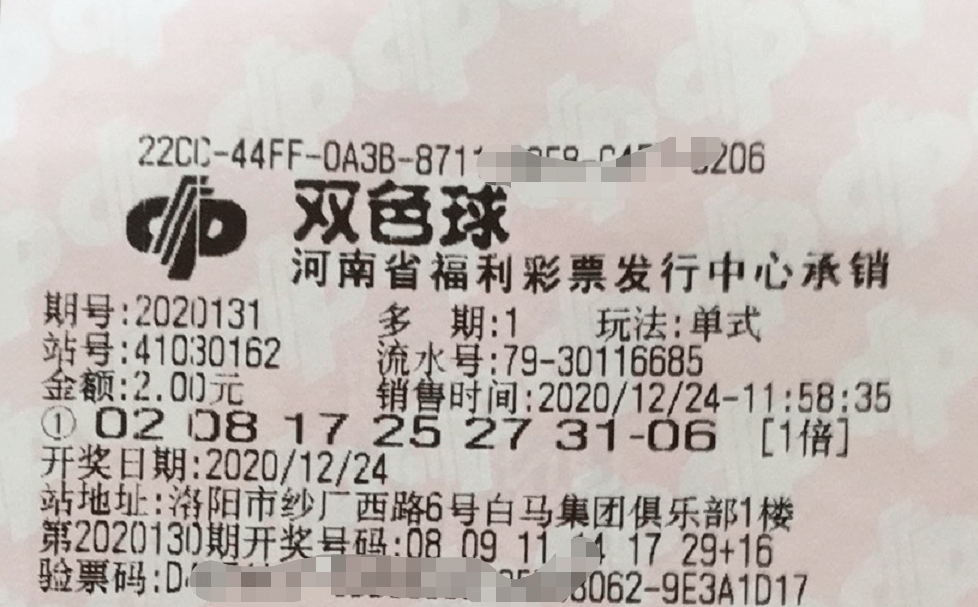 22CC-44FF-0A3B-871 206
双色球
河南省福利彩票发行中心承销
期号:2020131 多 期:1 玩法:单式
站号:41030162 流水号:79-30116685
金额:2.00元 销售时间:2020/12/24-11:58:35
① 02 08 17 25 27 31-06 [1倍]
开奖日期:2020/12/24
站地址:洛阳市纱厂西路6号白马集团俱乐部1楼
第2020130期开奖号码:08 09 11 14 17 29+16
验票码:D 8062-9E3A1D17